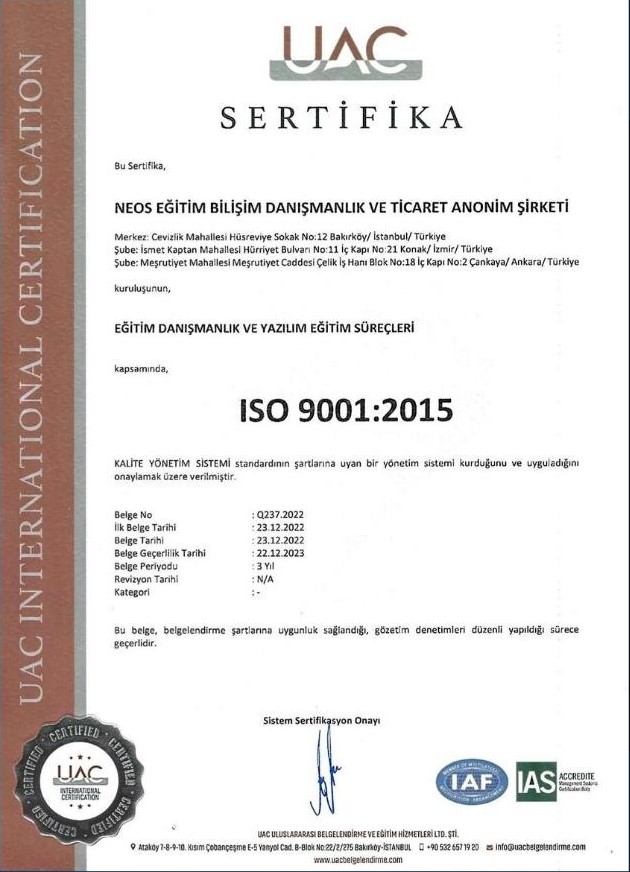 UAC INTERNATIONAL CERTIFICATION
UAC
SERTİFİKA
Bu Sertifika,
NEOS EĞİTİM BİLİŞİM DANIŞMANLIK VE TİCARET ANONİM ŞİRKETİ
Merkez: Cevizlik Mahallesi Hüsreviye Sokak No:12 Bakırköy/ İstanbul/ Türkiye
Şube: İsmet Kaptan Mahallesi Hürriyet Bulvarı No:11 İç Kapı No:21 Konak/ İzmir/ Türkiye
Şube: Meşrutiyet Mahallesi Meşrutiyet Caddesi Çelik İş Hanı Blok No:18 İç Kapı No:2 Çankaya/ Ankara/ Türkiye
kuruluşunun,
EĞİTİM DANIŞMANLIK VE YAZILIM EĞİTİM SÜREÇLERİ
kapsamında,
ISO 9001:2015
KALİTE YÖNETİM SİSTEMİ standardının şartlarına uyan bir yönetim sistemi kurduğunu ve uyguladığını
onaylamak üzere verilmiştir.
Belge No : Q237.2022
İlk Belge Tarihi : 23.12.2022
Belge Tarihi : 23.12.2022
Belge Geçerlilik Tarihi : 22.12.2023
Belge Periyodu : 3 Yıl
Revizyon Tarihi : N/A
Kategori : -
Bu belge, belgelendirme şartlarına uygunluk sağlandığı, gözetim denetimleri düzenli yapıldığı sürece
geçerlidir.
Sistem Sertifikasyon Onayı
CERTIFIED · CERTIFIED · CERTIFIED · CERTIFIED
UAC
INTERNATIONAL
CERTIFICATION
IAF
IAS
ACCREDITE
Management Systems
Certification Body
UAC ULUSLARARASI BELGELENDİRME VE EĞİTİM HİZMETLERİ LTD. ŞTİ.
Ataköy 7-8-9-10. Kısım Çobançeşme E-5 Yanyol Cad. B-Blok No:22/2/275 Bakırköy-İSTANBUL +90 532 657 19 20 info@uacbelgelendirme.com
www.uacbelgelendirme.com